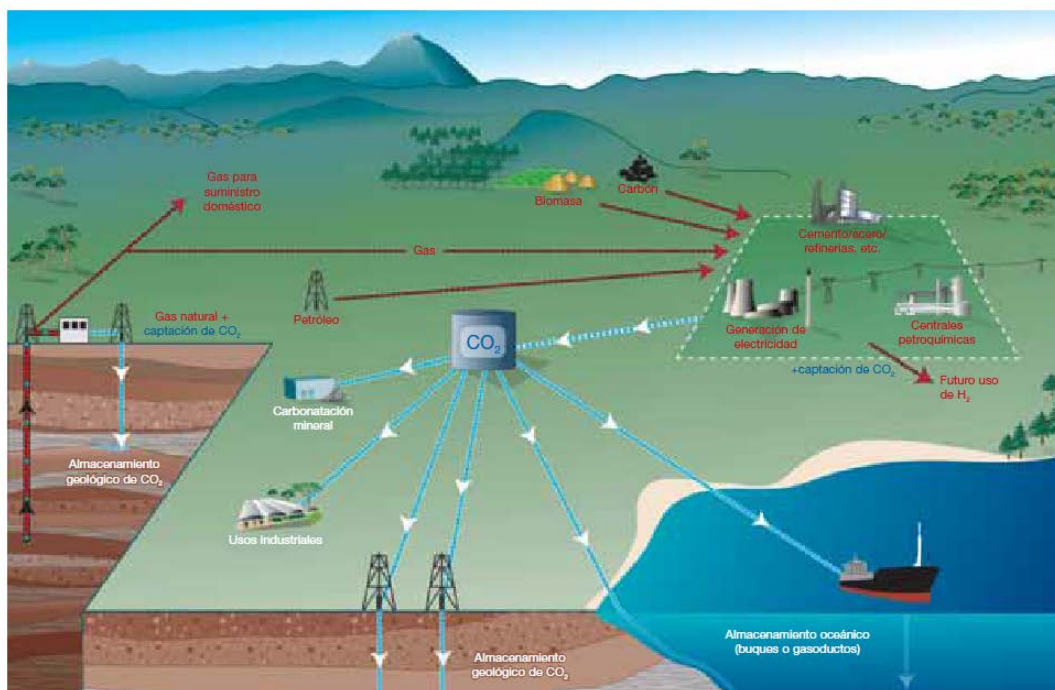 Gas para
suministro
doméstico
Carbón
Biomasa
Cemento/acero/
refinerías, etc.
Gas
Petróleo
Gas natural +
captación de CO₂
CO₂
Generación de
electricidad
Centrales
petroquímicas
+captación de CO₂
Futuro uso
de H₂
Carbonatación
mineral
Almacenamiento
geológico de CO₂
Usos industriales
Almacenamiento oceánico
(buques o gasoductos)
Almacenamiento
geológico de CO₂